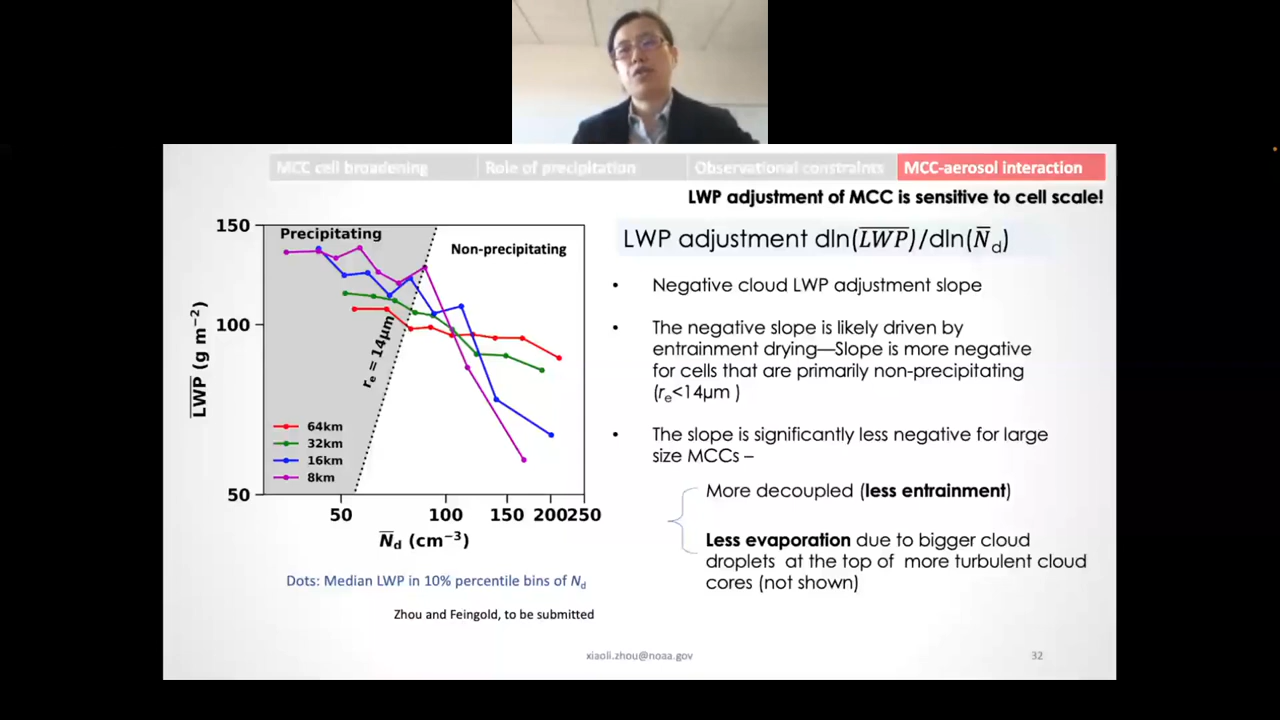 MCC cell broadening
Role of precipitation
Observational constraints
MCC-aerosol interaction
LWP adjustment of MCC is sensitive to cell scale!
150
100
50
LWP (g m⁻²)
Precipitating
Non-precipitating
rₑ = 14μm
64km
32km
16km
8km
50
100
150
200
250
N̅d (cm⁻³)
Dots: Median LWP in 10% percentile bins of Nd
Zhou and Feingold, to be submitted
LWP adjustment dln(L̅W̅P̅)/dln(N̅d)
• Negative cloud LWP adjustment slope
• The negative slope is likely driven by
entrainment drying—Slope is more negative
for cells that are primarily non-precipitating
(rₑ<14μm )
• The slope is significantly less negative for large
size MCCs –
More decoupled (less entrainment)
Less evaporation due to bigger cloud
droplets at the top of more turbulent cloud
cores (not shown)
xiaoli.zhou@noaa.gov
32